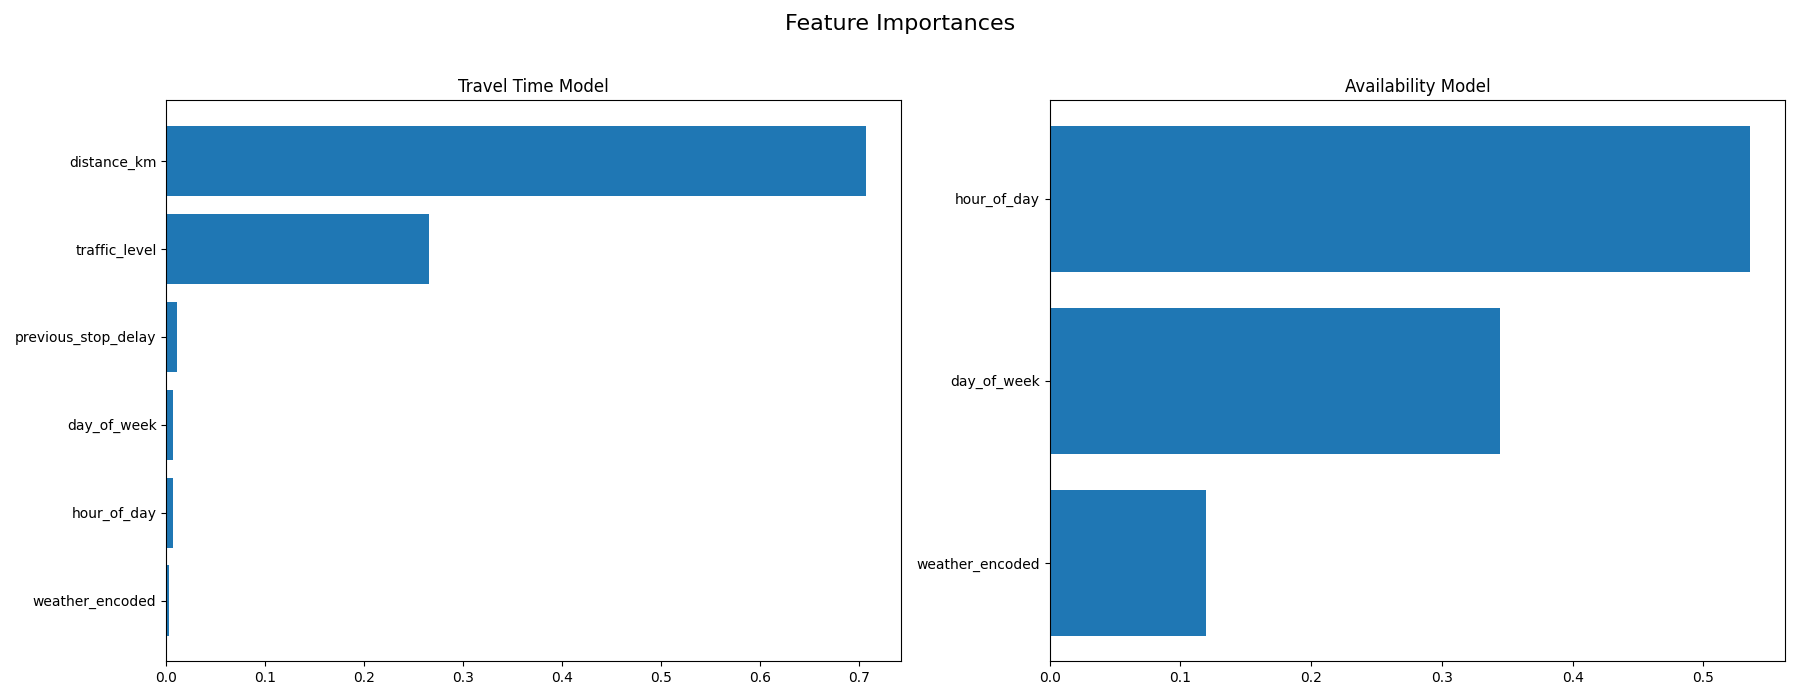 Feature Importances
Travel Time Model
distance_km
traffic_level
previous_stop_delay
day_of_week
hour_of_day
weather_encoded
0.0 0.1 0.2 0.3 0.4 0.5 0.6 0.7
Availability Model
hour_of_day
day_of_week
weather_encoded
0.0 0.1 0.2 0.3 0.4 0.5